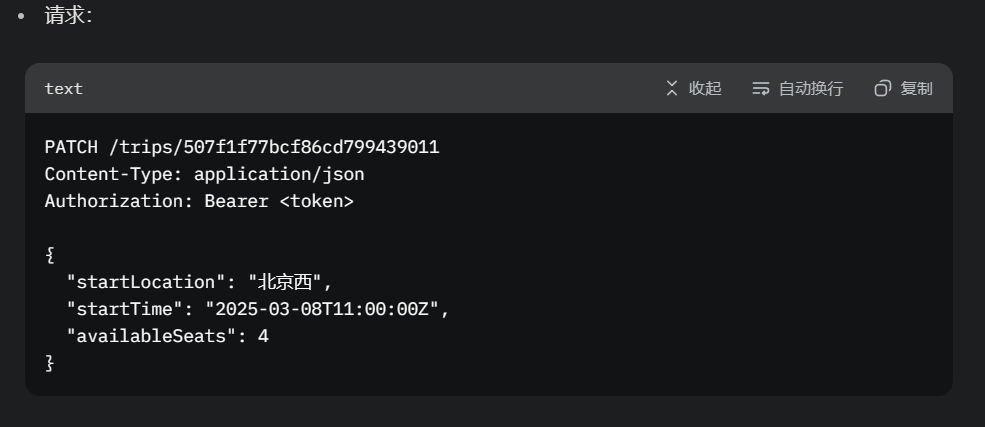 请求:
text
收起
自动换行
复制
PATCH /trips/507f1f77bcf86cd799439011
Content-Type: application/json
Authorization: Bearer <token>
{
"startLocation": "北京西",
"startTime": "2025-03-08T11:00:00Z",
"availableSeats": 4
}